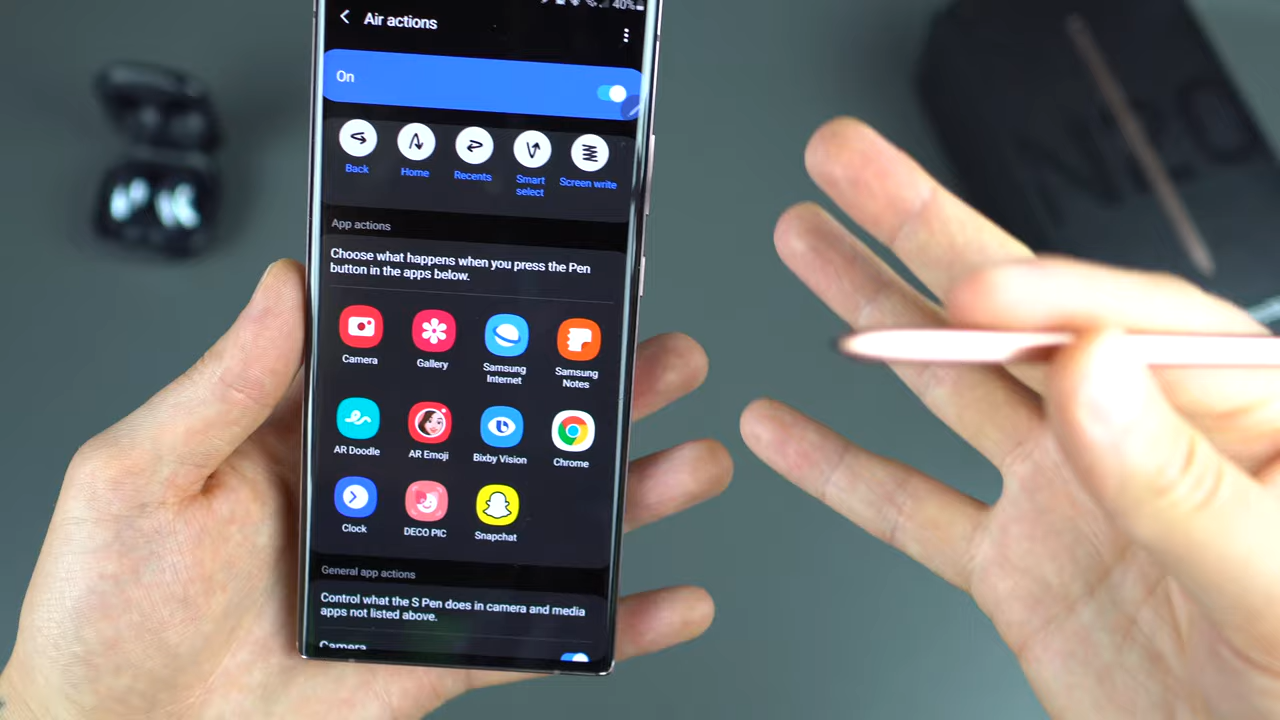 40%
Air actions
On
Back
Home
Recents
Smart
select
Screen write
App actions
Choose what happens when you press the Pen
button in the apps below.
Camera
Gallery
Samsung
Internet
Samsung
Notes
AR Doodle
AR Emoji
Bixby Vision
Chrome
Clock
DECO PIC
Snapchat
General app actions
Control what the S Pen does in camera and media
apps not listed above.
Camera
N20